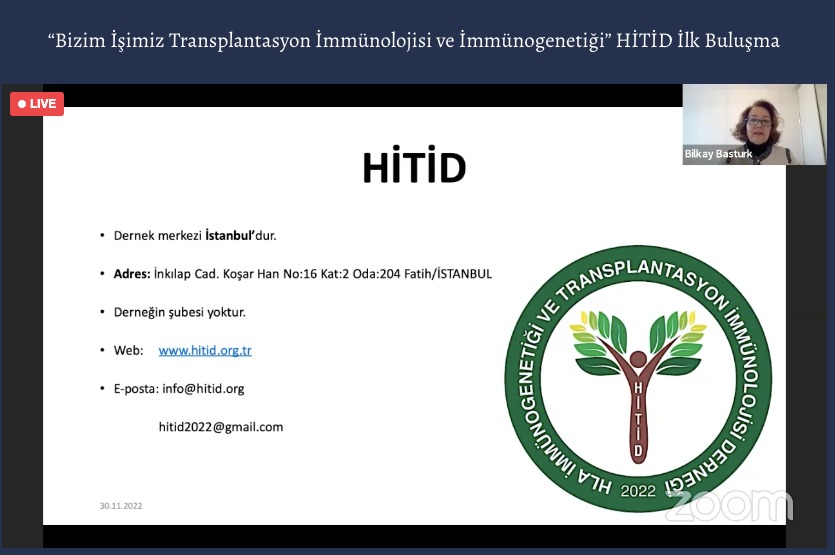 “Bizim İşimiz Transplantasyon İmmünolojisi ve İmmünogenetiği” HİTİD İlk Buluşma
LIVE
Bilkay Basturk
HİTİD
• Dernek merkezi İstanbul’dur.
• Adres: İnkılap Cad. Koşar Han No:16 Kat:2 Oda:204 Fatih/İSTANBUL
• Derneğin şubesi yoktur.
• Web: www.hitid.org.tr
• E-posta: info@hitid.org
hitid2022@gmail.com
HLA İMMÜNOGENETİĞİ VE TRANSPLANTASYON İMMÜNOLOJİSİ DERNEĞİ
HİTİD
2022
30.11.2022
zoom